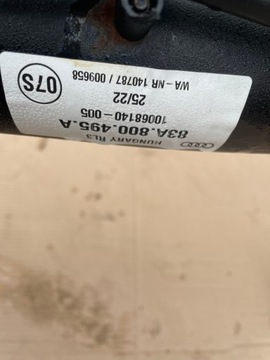 HUNGARY RL3
83A.800.495.A
10068140-005
25/22
WA-NR 140787 / 009658
07S